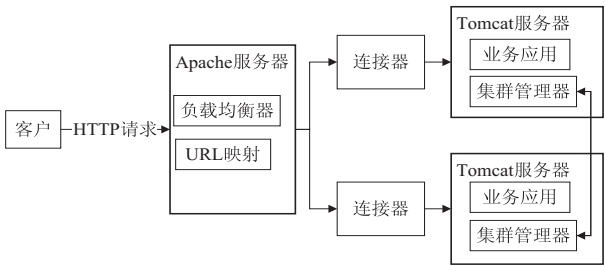 客户
HTTP请求
Apache服务器
负载均衡器
URL映射
连接器
Tomcat服务器
业务应用
集群管理器
连接器
Tomcat服务器
业务应用
集群管理器